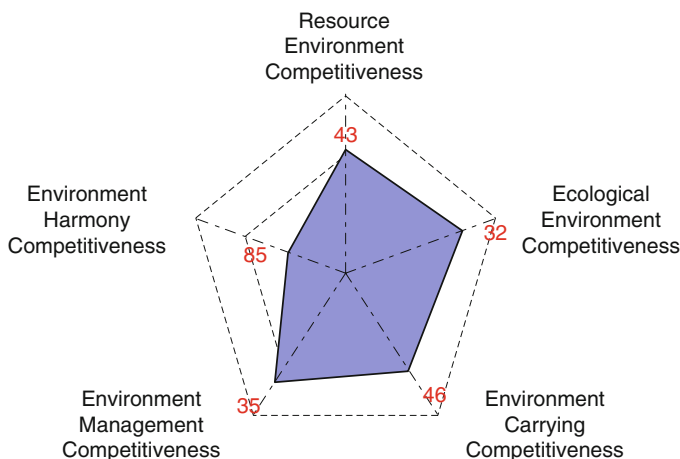 Resource
Environment
Competitiveness
43
Environment
Harmony
Competitiveness
85
Ecological
Environment
Competitiveness
32
Environment
Management
Competitiveness
35
46
Environment
Carrying
Competitiveness